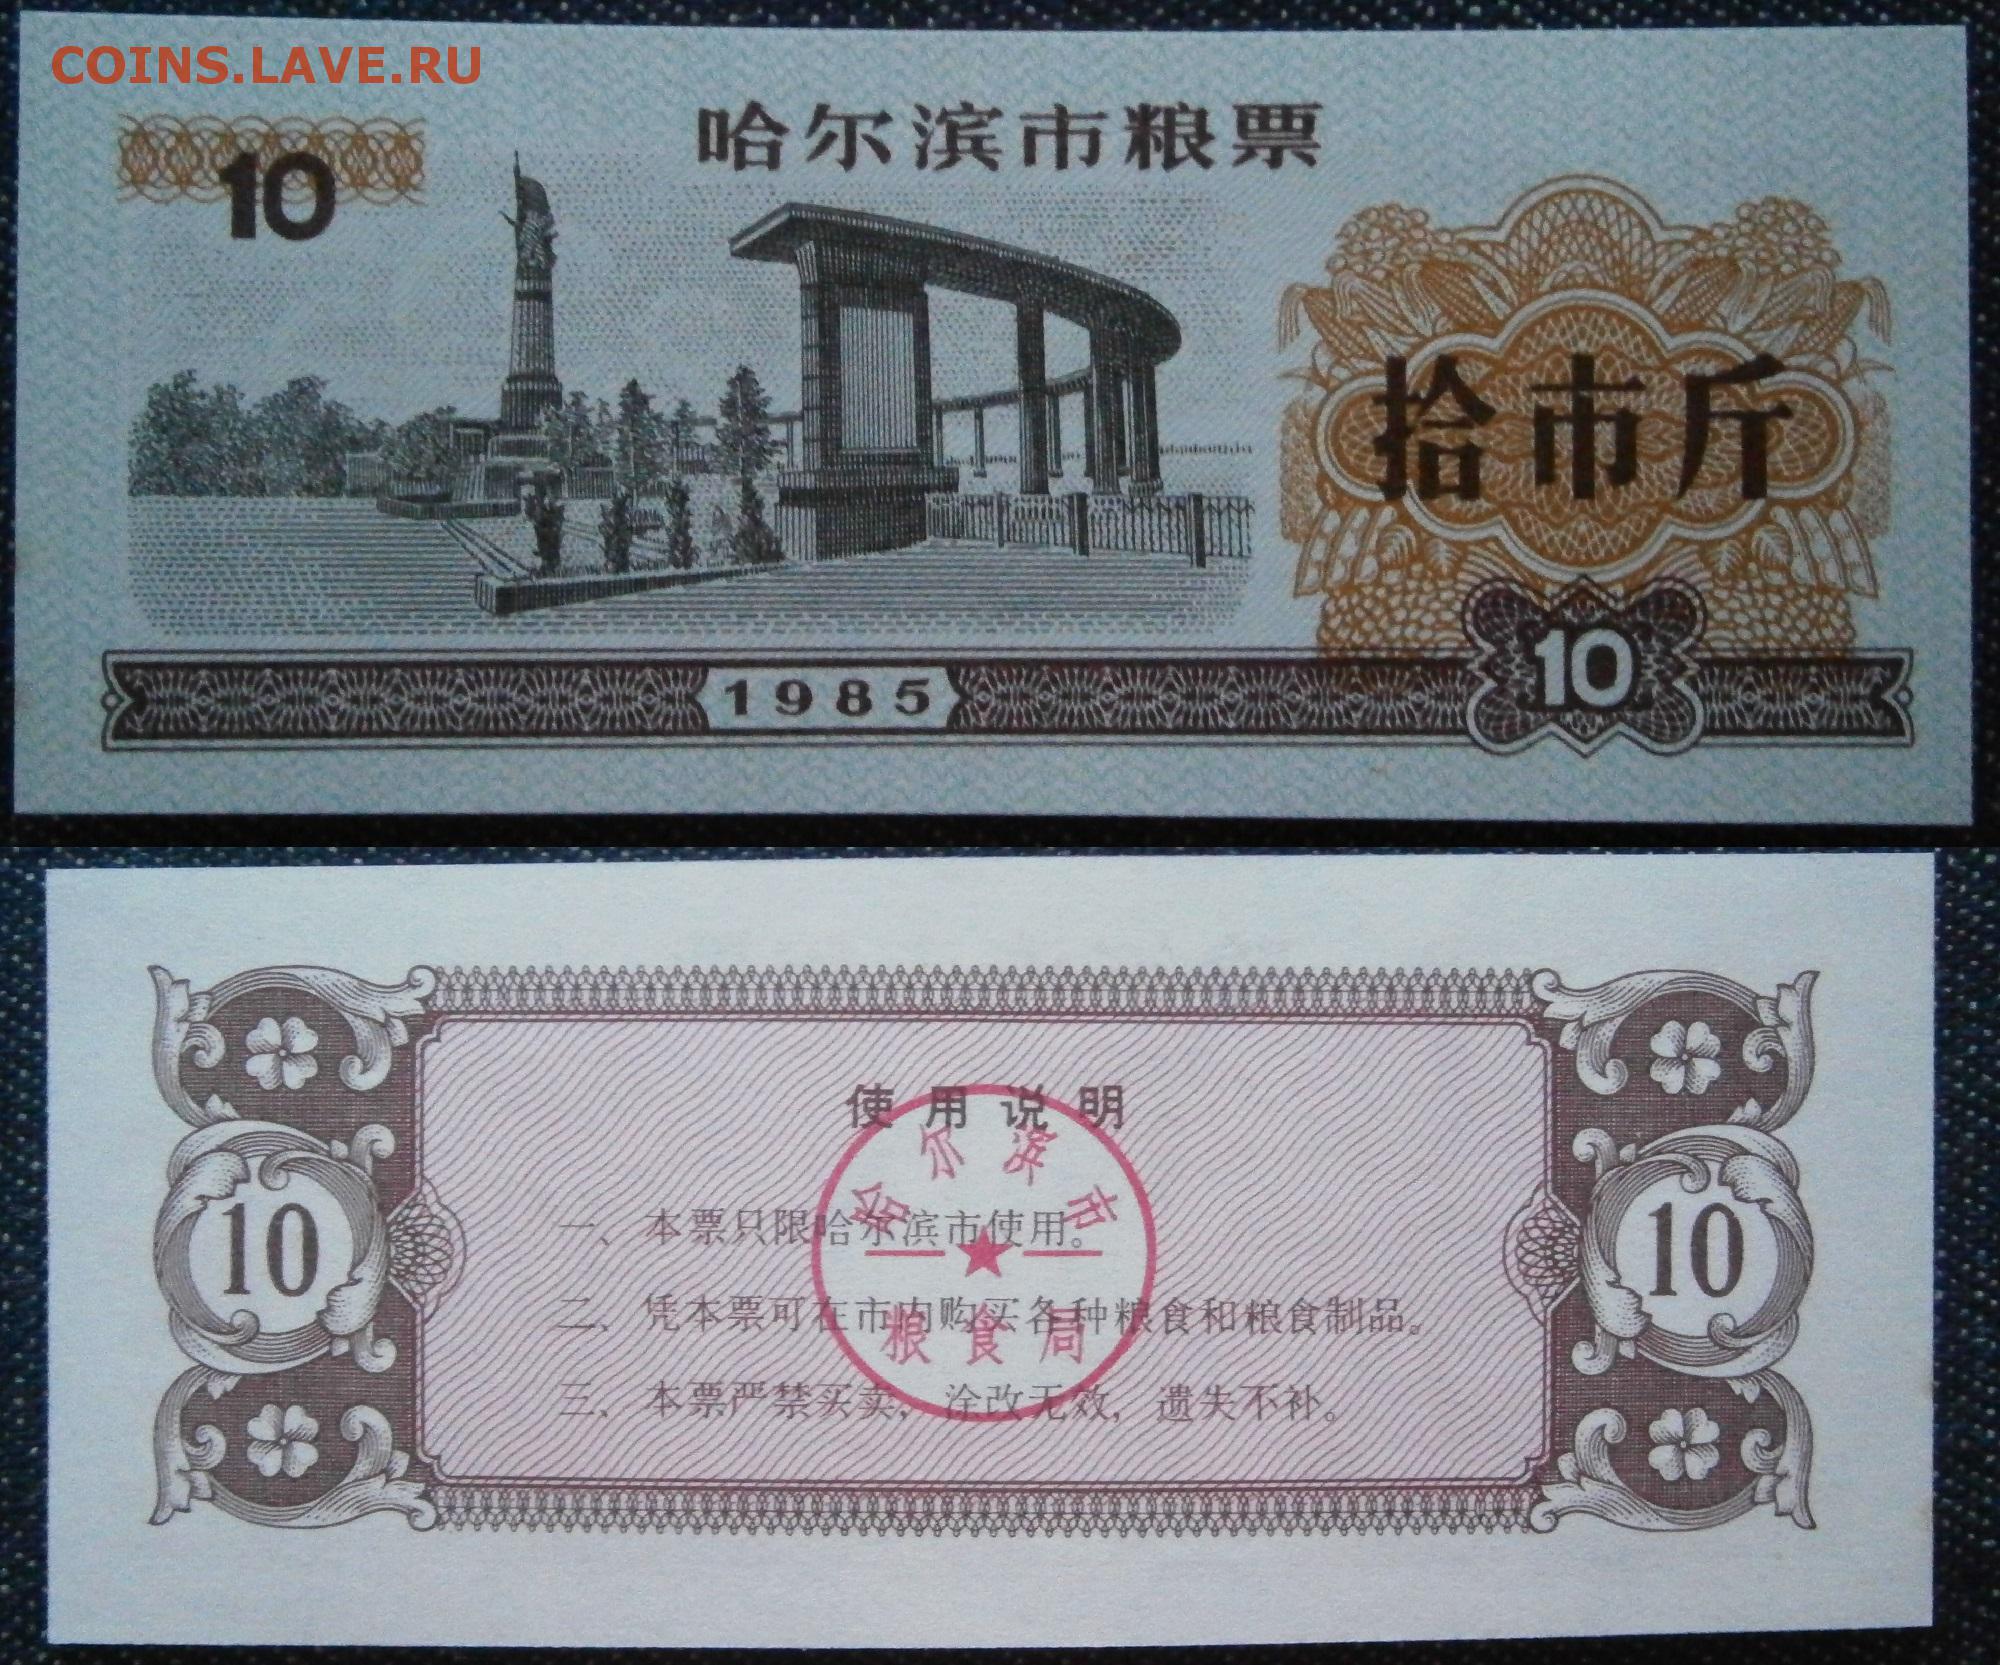 COINS.LAVE.RU
哈尔滨市粮票
10
拾市斤
10
1985
使用说明
哈尔滨市
一、本票只限哈尔滨市使用。
10
10
二、凭本票可在市内购买各种粮食和粮食制品。
粮食局
三、本票严禁买卖，涂改无效，遗失不补。